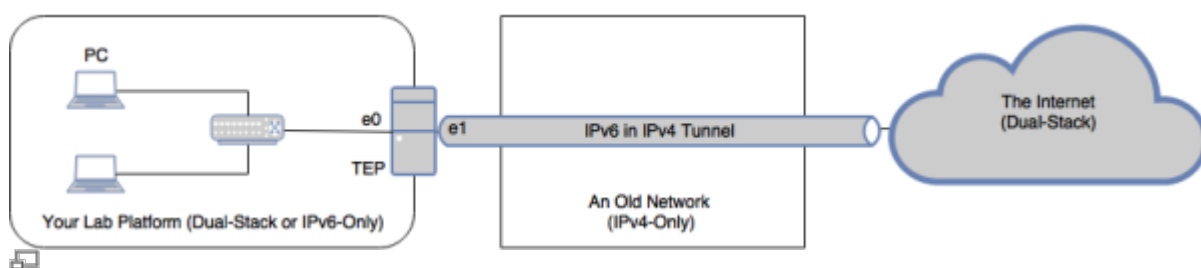 PC
e0
TEP
Your Lab Platform (Dual-Stack or IPv6-Only)
e1
IPv6 in IPv4 Tunnel
An Old Network
(IPv4-Only)
The Internet
(Dual-Stack)